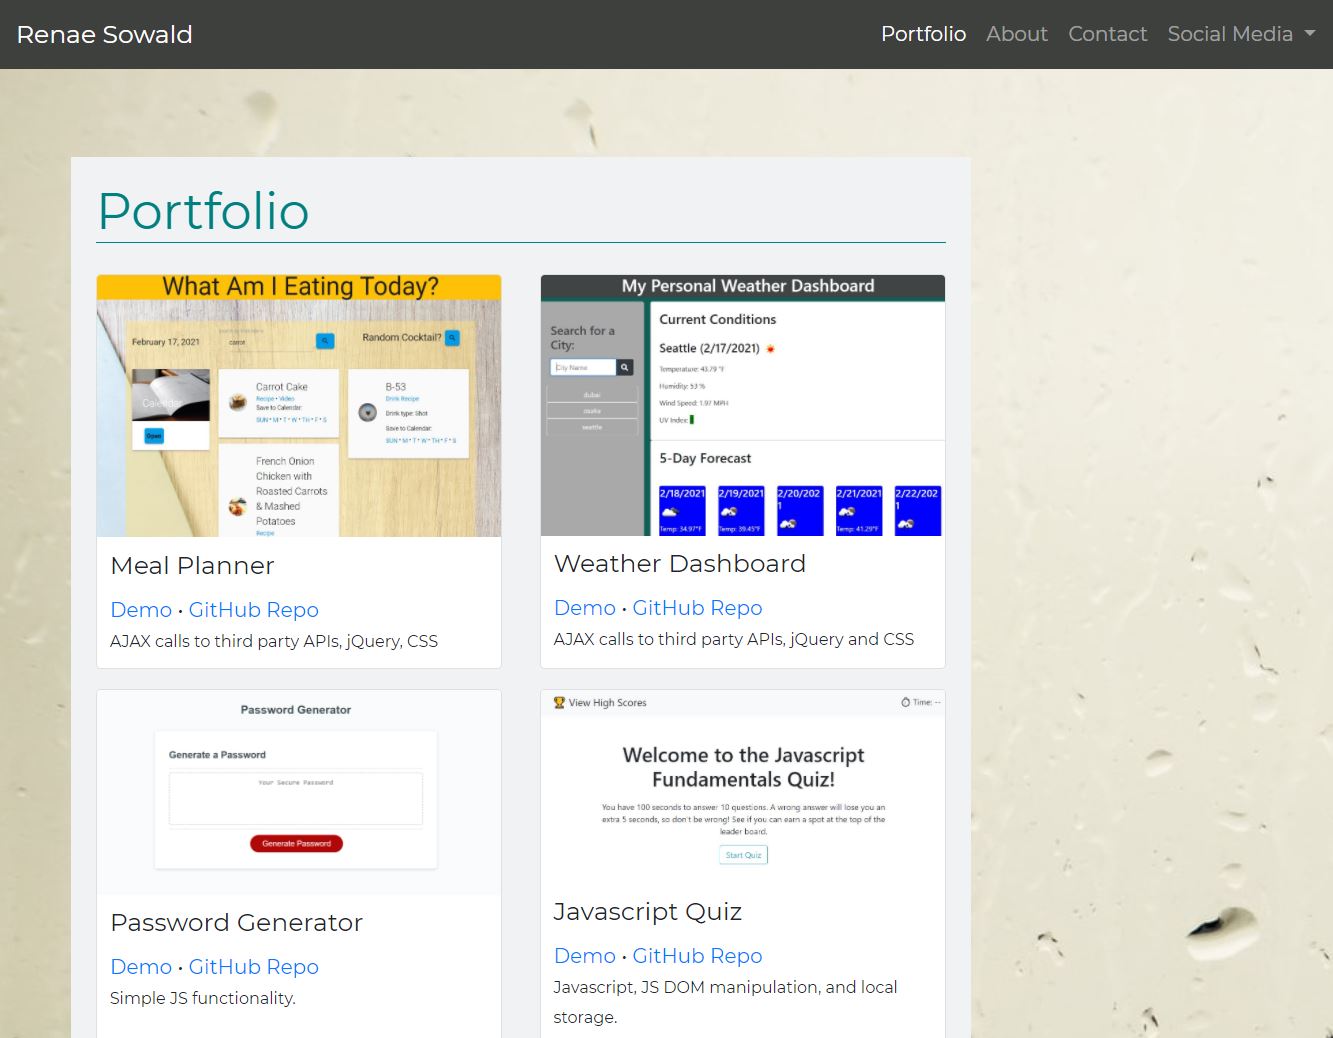 Renae Sowald
Portfolio About Contact Social Media
Portfolio
What Am I Eating Today?
February 17, 2021
carrot
Random Cocktail?
Calendar
Open
Carrot Cake
Recipe • Video
Save to Calendar:
SUN • M • T • W • TH • F • S
French Onion
Chicken with
Roasted Carrots
& Mashed
Potatoes
Recipe
B-53
Drink Recipe
Drink type: Shot
Save to Calendar:
SUN • M • T • W • TH • F • S
Meal Planner
Demo • GitHub Repo
AJAX calls to third party APIs, jQuery, CSS
My Personal Weather Dashboard
Search for a
City:
City Name
dubai
osaka
seattle
Current Conditions
Seattle (2/17/2021)
Temperature: 43.79 °F
Humidity: 53 %
Wind Speed: 1.97 MPH
UV Index:
5-Day Forecast
2/18/2021 2/19/2021 2/20/202 2/21/2021 2/22/202
1 1
Temp: 34.97°F Temp: 39.45°F Temp: 41.29°F
Weather Dashboard
Demo • GitHub Repo
AJAX calls to third party APIs, jQuery and CSS
Password Generator
Generate a Password
Your Secure Password
Generate Password
Password Generator
Demo • GitHub Repo
Simple JS functionality.
View High Scores
Time: --
Welcome to the Javascript
Fundamentals Quiz!
You have 100 seconds to answer 10 questions. A wrong answer will lose you an
extra 5 seconds, so don't be wrong! See if you can earn a spot at the top of the
leader board.
Start Quiz
Javascript Quiz
Demo • GitHub Repo
Javascript, JS DOM manipulation, and local
storage.